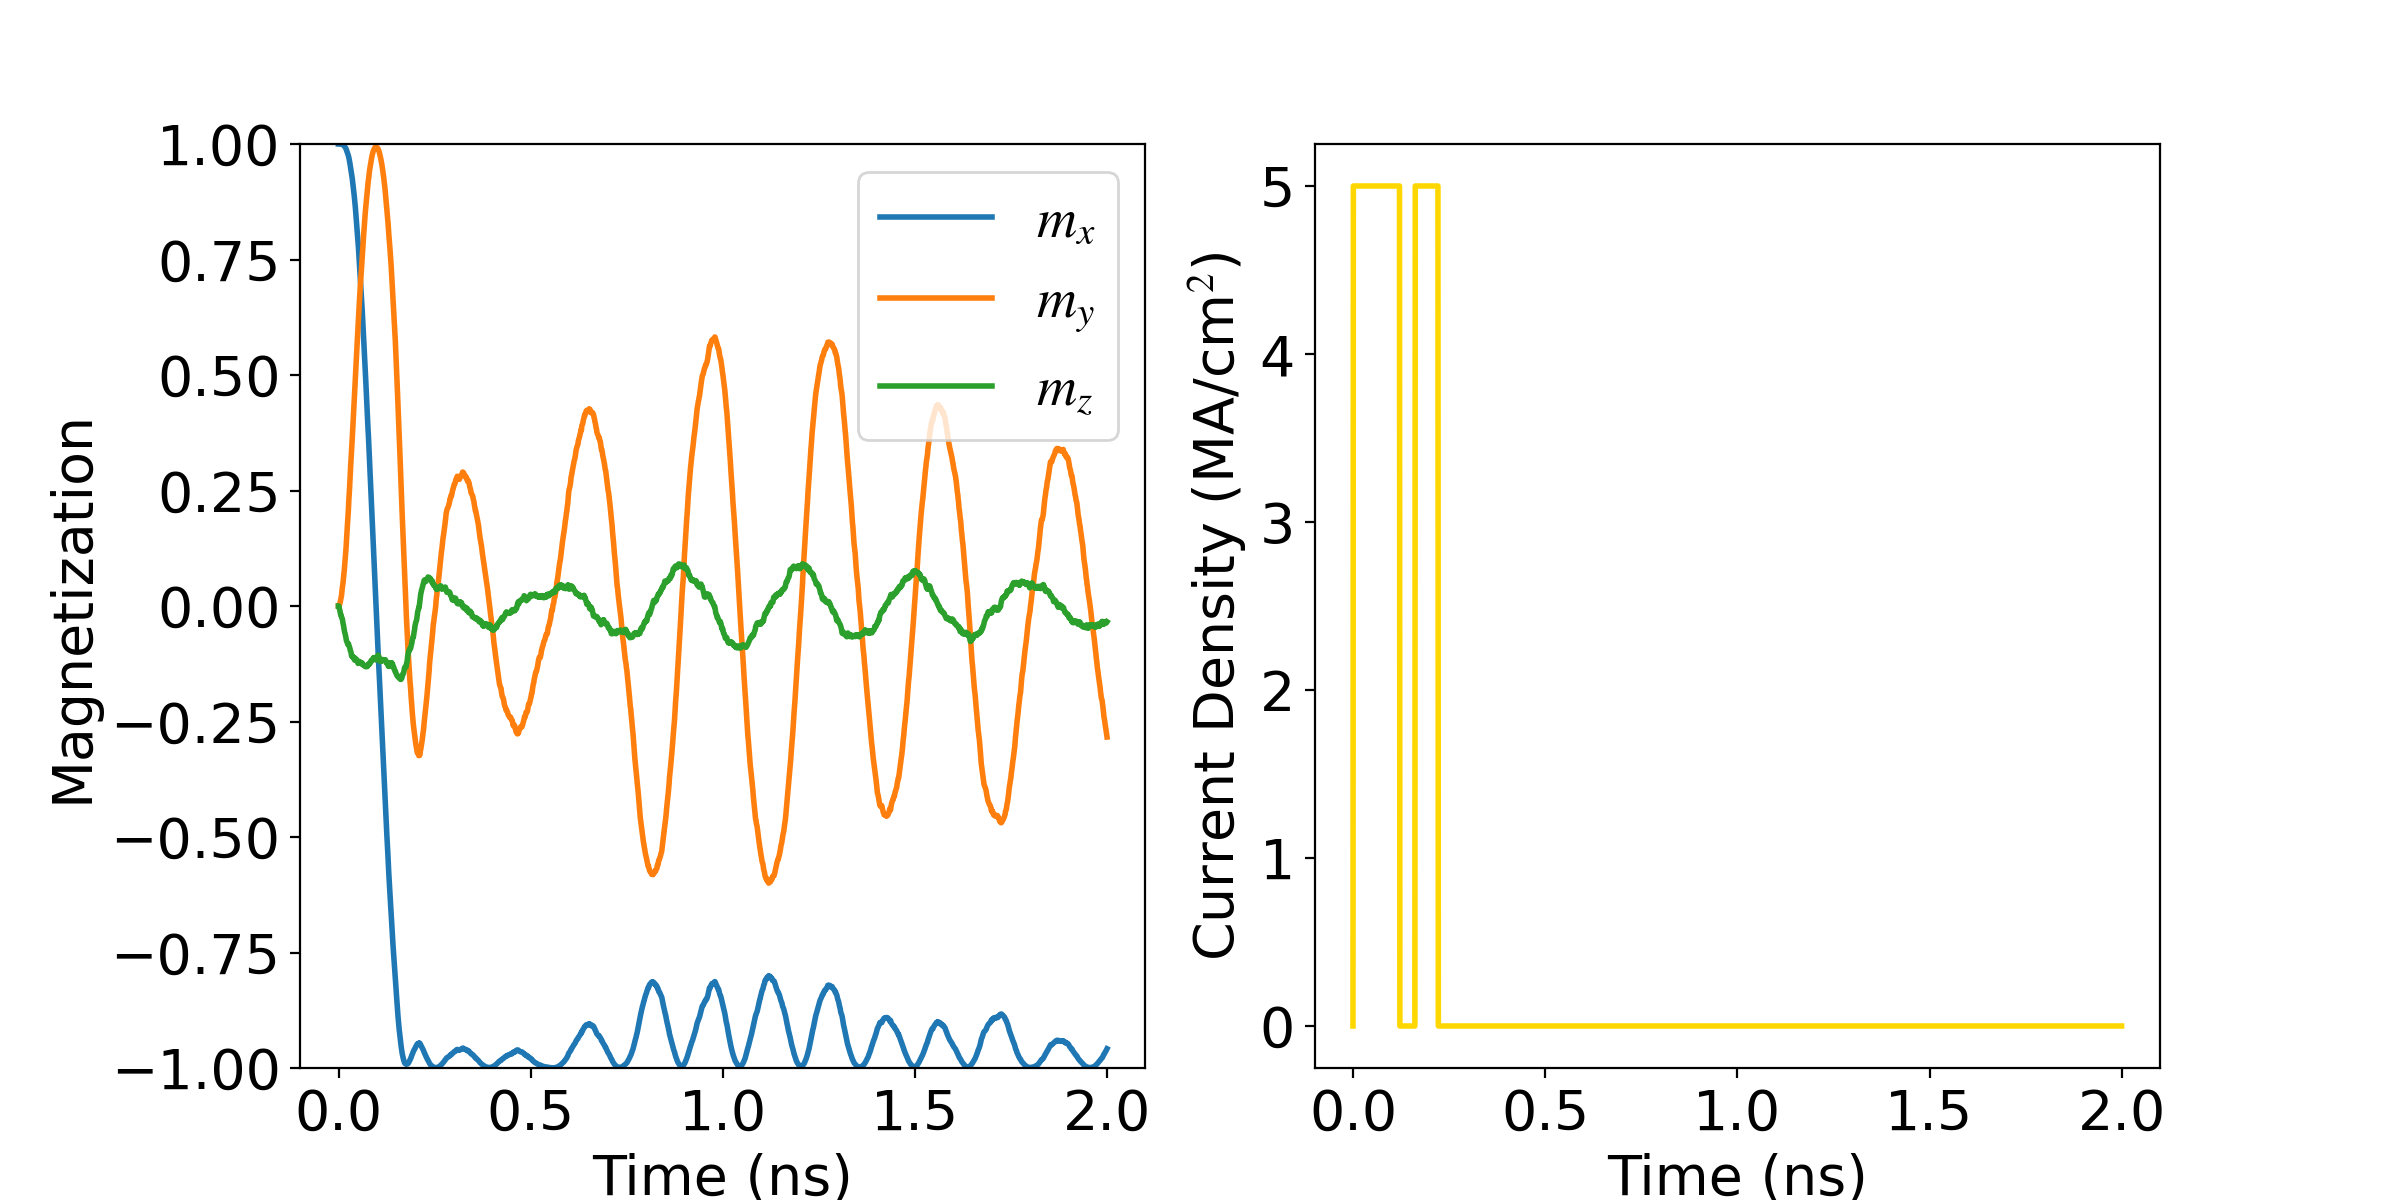 Magnetization
1.00
0.75
0.50
0.25
0.00
−0.25
−0.50
−0.75
−1.00
0.0 0.5 1.0 1.5 2.0
Time (ns)
m_x
m_y
m_z
Current Density (MA/cm²)
5
4
3
2
1
0
0.0 0.5 1.0 1.5 2.0
Time (ns)